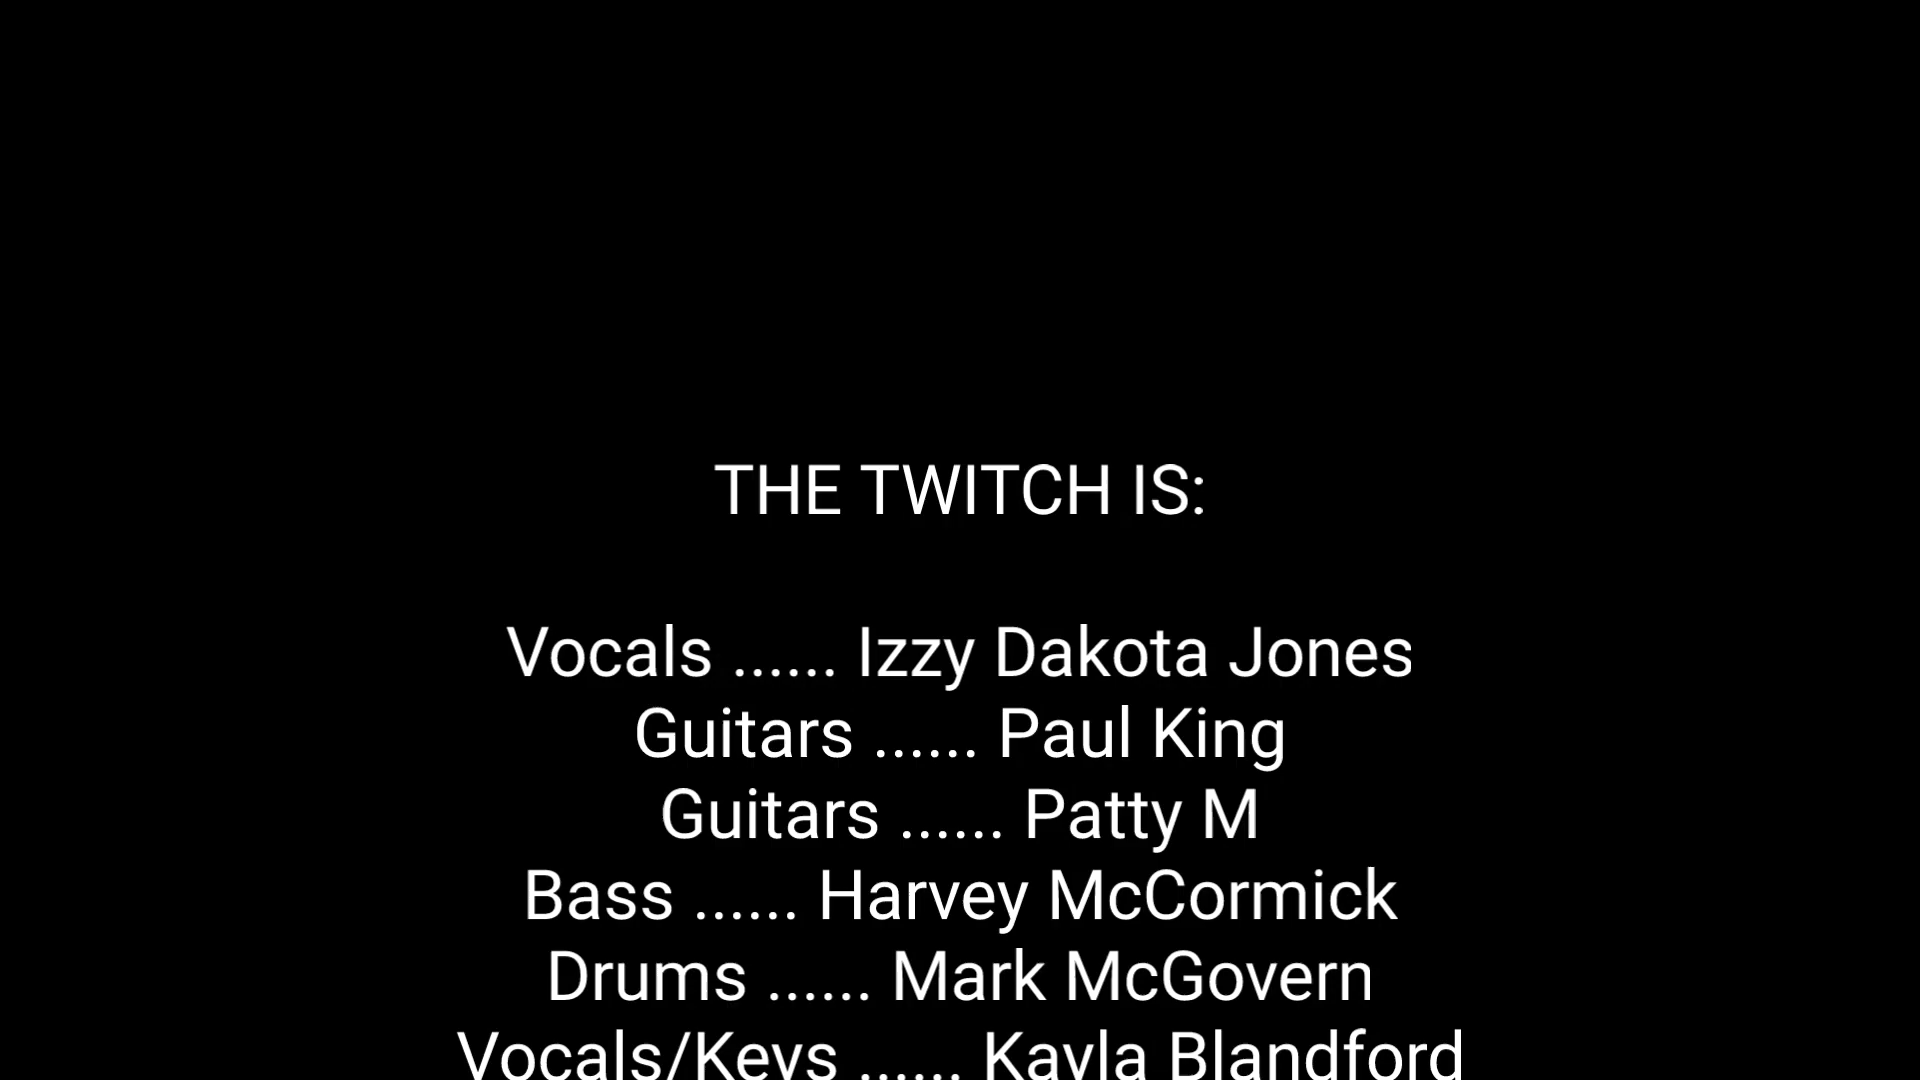 THE TWITCH IS:
Vocals ...... Izzy Dakota Jones
Guitars ...... Paul King
Guitars ...... Patty M
Bass ...... Harvey McCormick
Drums ...... Mark McGovern
Vocals/Keys ...... Kayla Blandford